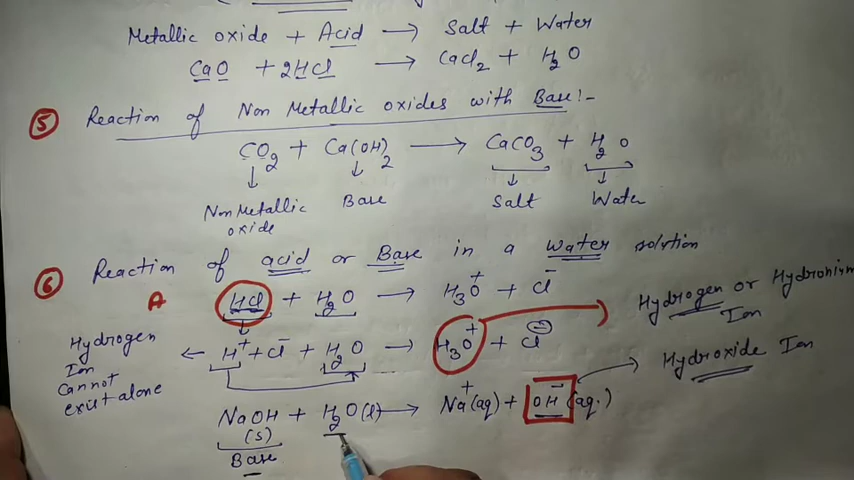 Metallic oxide + Acid → Salt + Water
CaO + 2HCl → CaCl2 + H2O
5 Reaction of Non Metallic oxides with Base:-
CO2 + Ca(OH)2 → CaCO3 + H2O
Non Metallic oxide Base Salt Water
6 Reaction of acid or Base in a water solution
A HCl + H2O → H3O+ + Cl-
Hydrogen or Hydronium Ion
Hydrogen Ion cannot exist alone ← H+ + Cl- + H2O → H3O+ + Cl-
Hydroxide Ion
NaOH (s) + H2O(l) → Na+(aq) + OH-(aq.)
Base